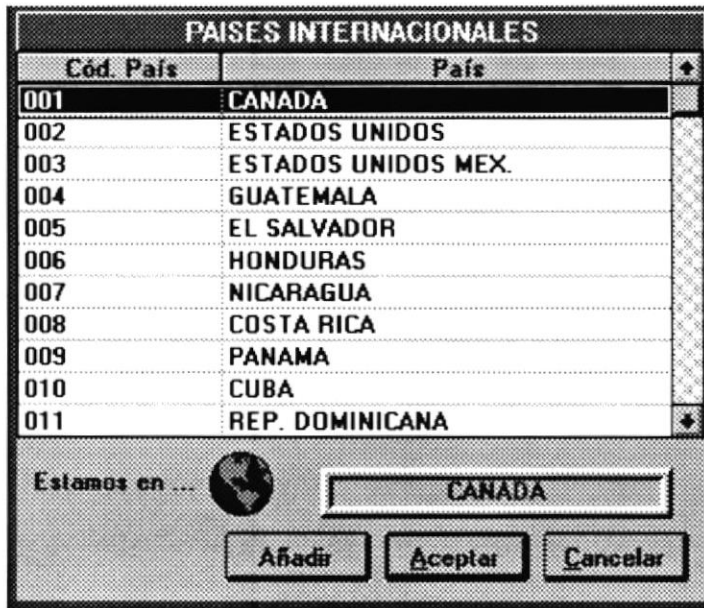 PAISES INTERNACIONALES
Cód. País País
001 CANADA
002 ESTADOS UNIDOS
003 ESTADOS UNIDOS MEX.
004 GUATEMALA
005 EL SALVADOR
006 HONDURAS
007 NICARAGUA
008 COSTA RICA
009 PANAMA
010 CUBA
011 REP. DOMINICANA
Estamos en ... CANADA
Añadir Aceptar Cancelar